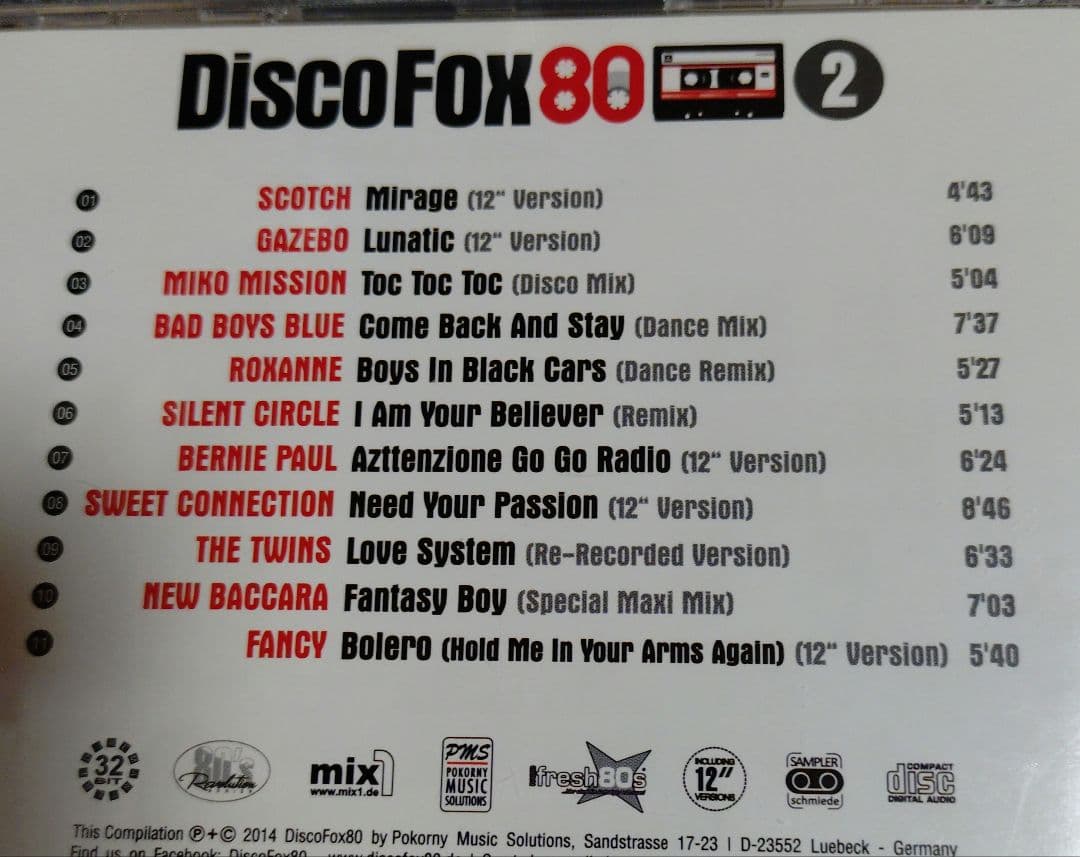 DiscoFox80 2
01 SCOTCH Mirage (12" Version) 4'43
02 GAZEBO Lunatic (12" Version) 6'09
03 MIKO MISSION Toc Toc Toc (Disco Mix) 5'04
04 BAD BOYS BLUE Come Back And Stay (Dance Mix) 7'37
05 ROXANNE Boys In Black Cars (Dance Remix) 5'27
06 SILENT CIRCLE I Am Your Believer (Remix) 5'13
07 BERNIE PAUL Azttenzione Go Go Radio (12" Version) 6'24
08 SWEET CONNECTION Need Your Passion (12" Version) 8'46
09 THE TWINS Love System (Re-Recorded Version) 6'33
10 NEW BACCARA Fantasy Boy (Special Maxi Mix) 7'03
11 FANCY Bolero (Hold Me In Your Arms Again) (12" Version) 5'40
32 BIT
80's Revolution
mix1
www.mix1.de
PMS
POKORNY
MUSIC
SOLUTIONS
fresh80s
INCLUDING
12"
VERSIONS
SAMPLER
schmiede
COMPACT
disc
DIGITAL AUDIO
This Compilation ℗+© 2014 DiscoFox80 by Pokorny Music Solutions, Sandstrasse 17-23 | D-23552 Luebeck - Germany
Find us on Facebook: DiscoFox80